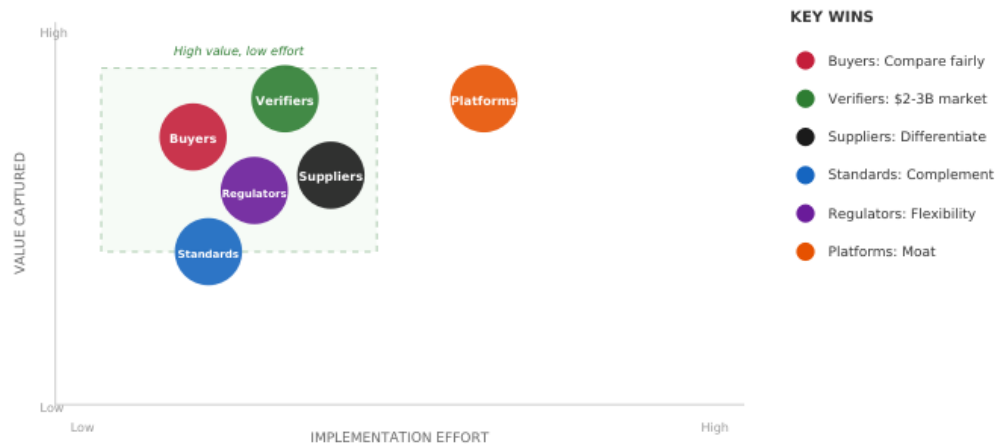 High
High value, low effort
Verifiers
Platforms
Buyers
Suppliers
Regulators
Standards
VALUE CAPTURED
Low
Low
High
IMPLEMENTATION EFFORT
KEY WINS
Buyers: Compare fairly
Verifiers: $2-3B market
Suppliers: Differentiate
Standards: Complement
Regulators: Flexibility
Platforms: Moat